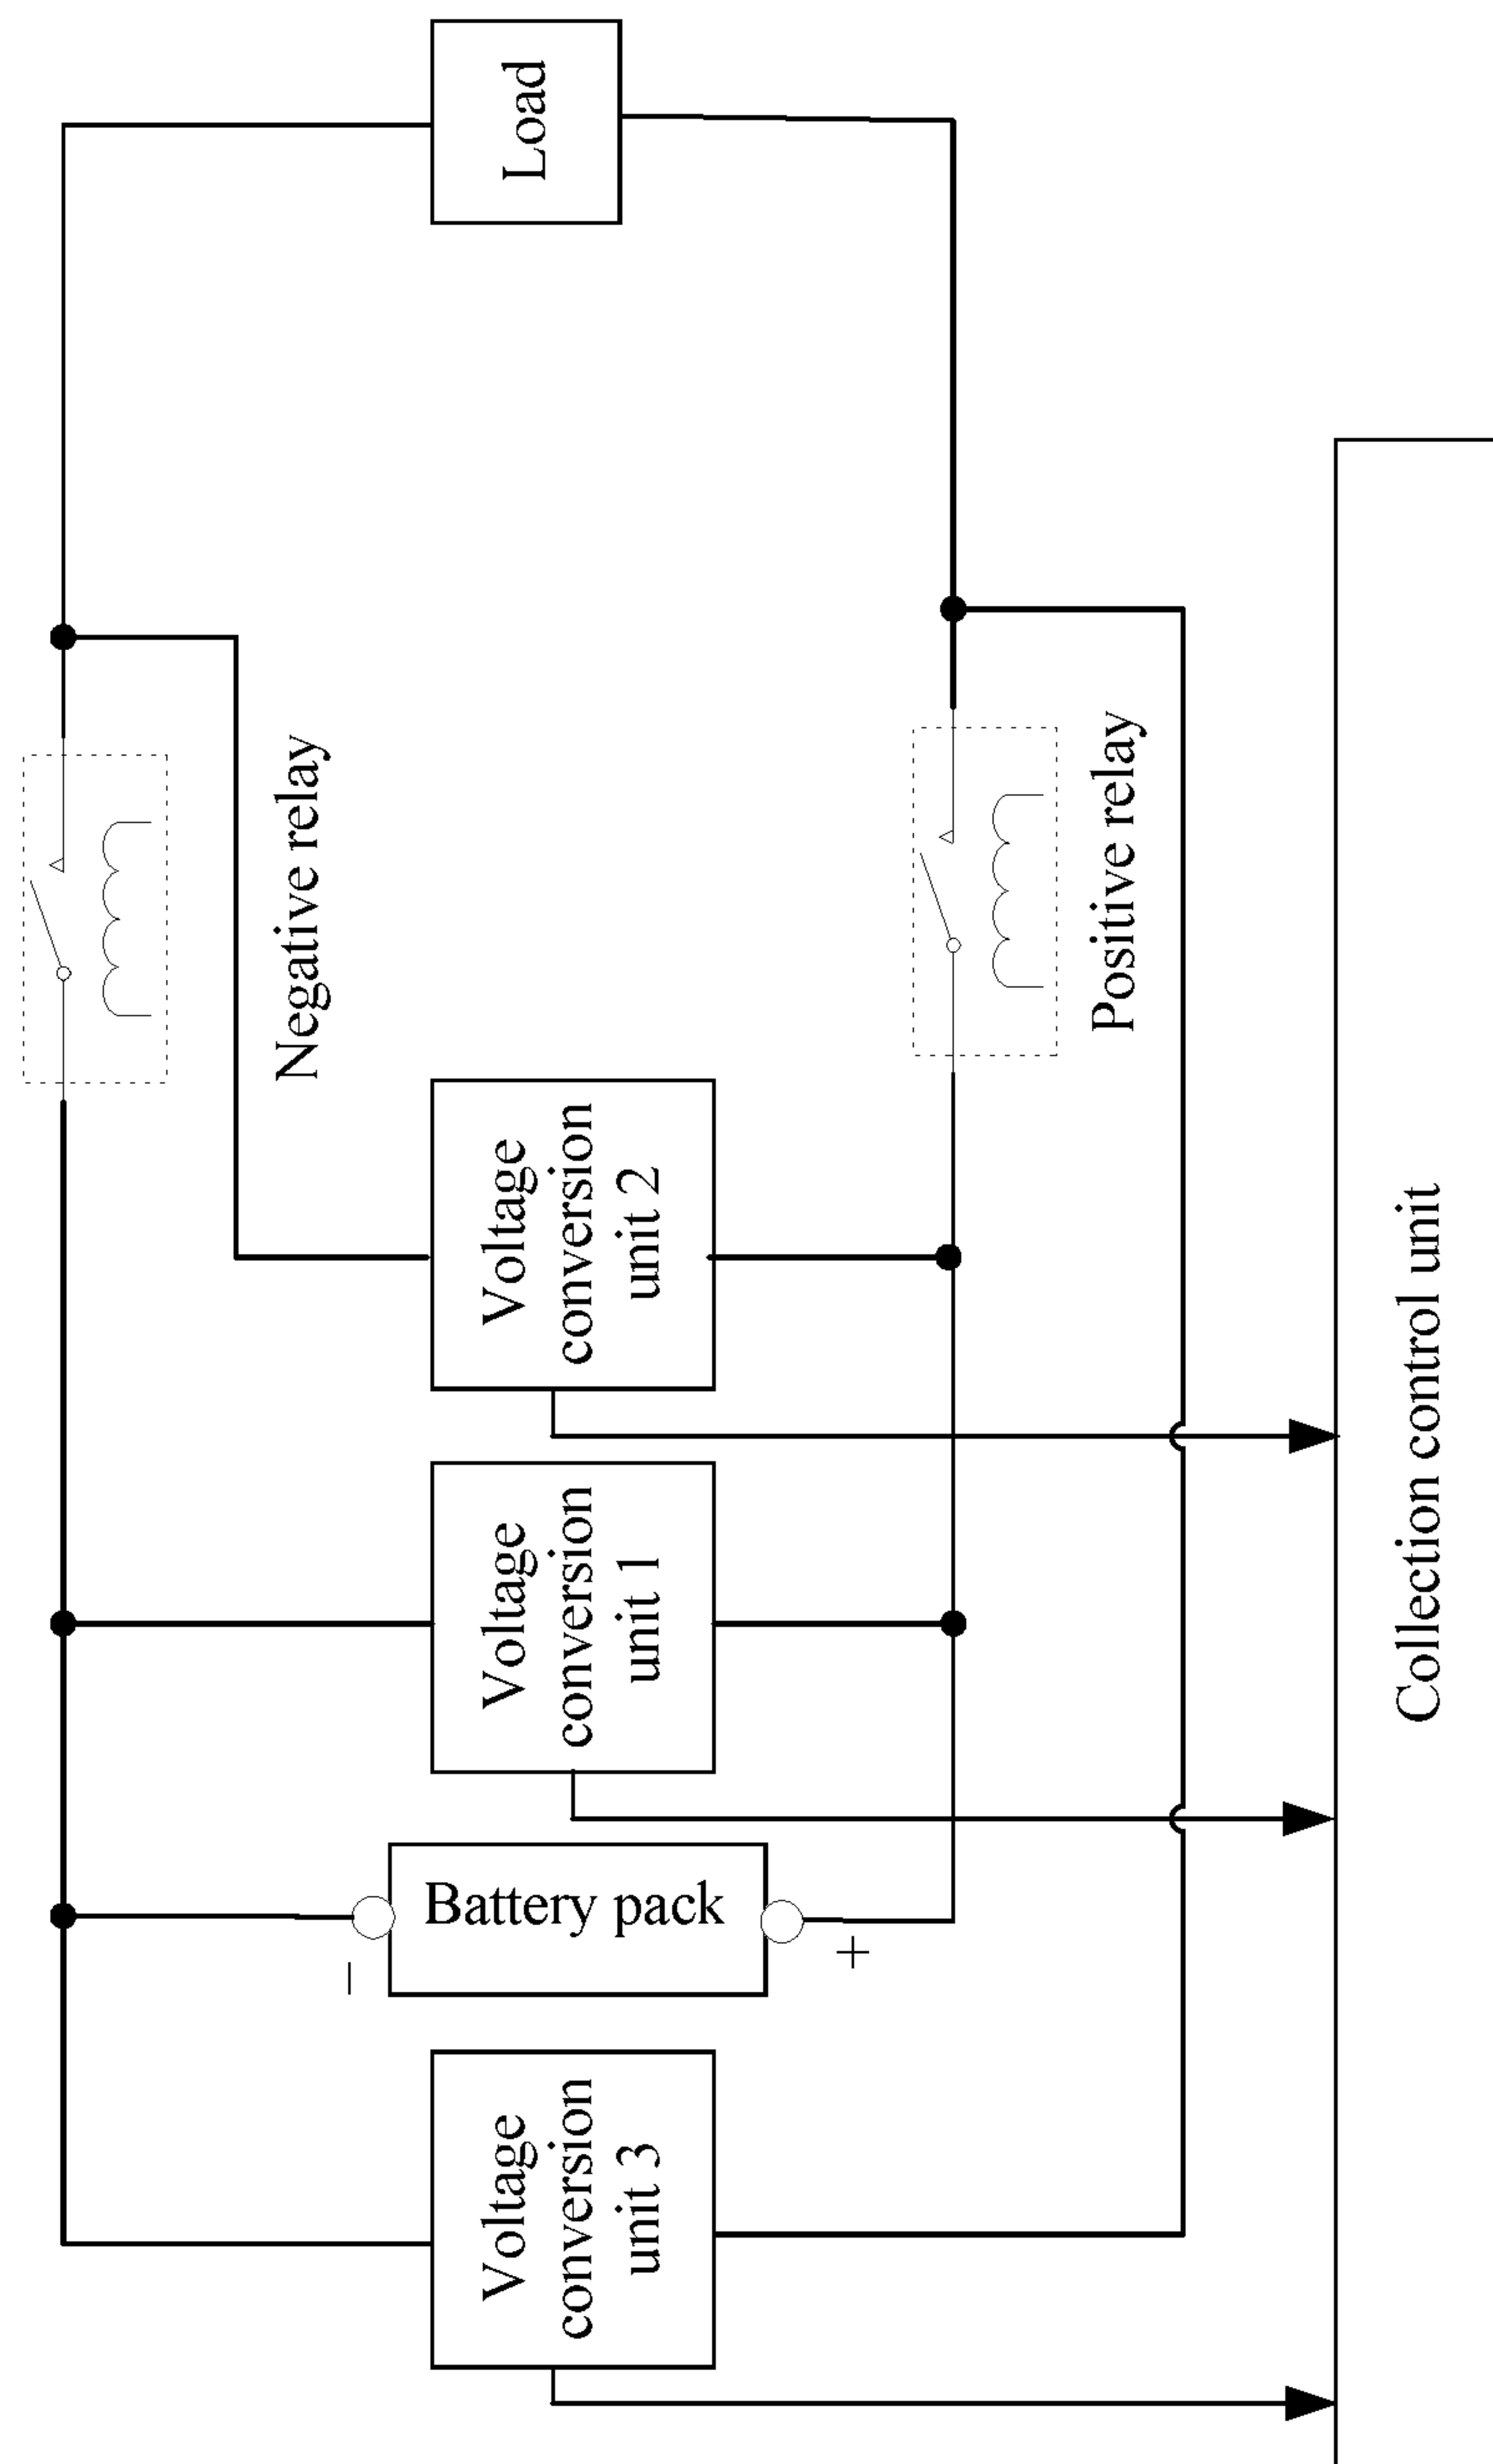 Load
Negative relay
Positive relay
Voltage
conversion
unit 2
Voltage
conversion
unit 1
–
Battery pack
+
Voltage
conversion
unit 3
Collection control unit